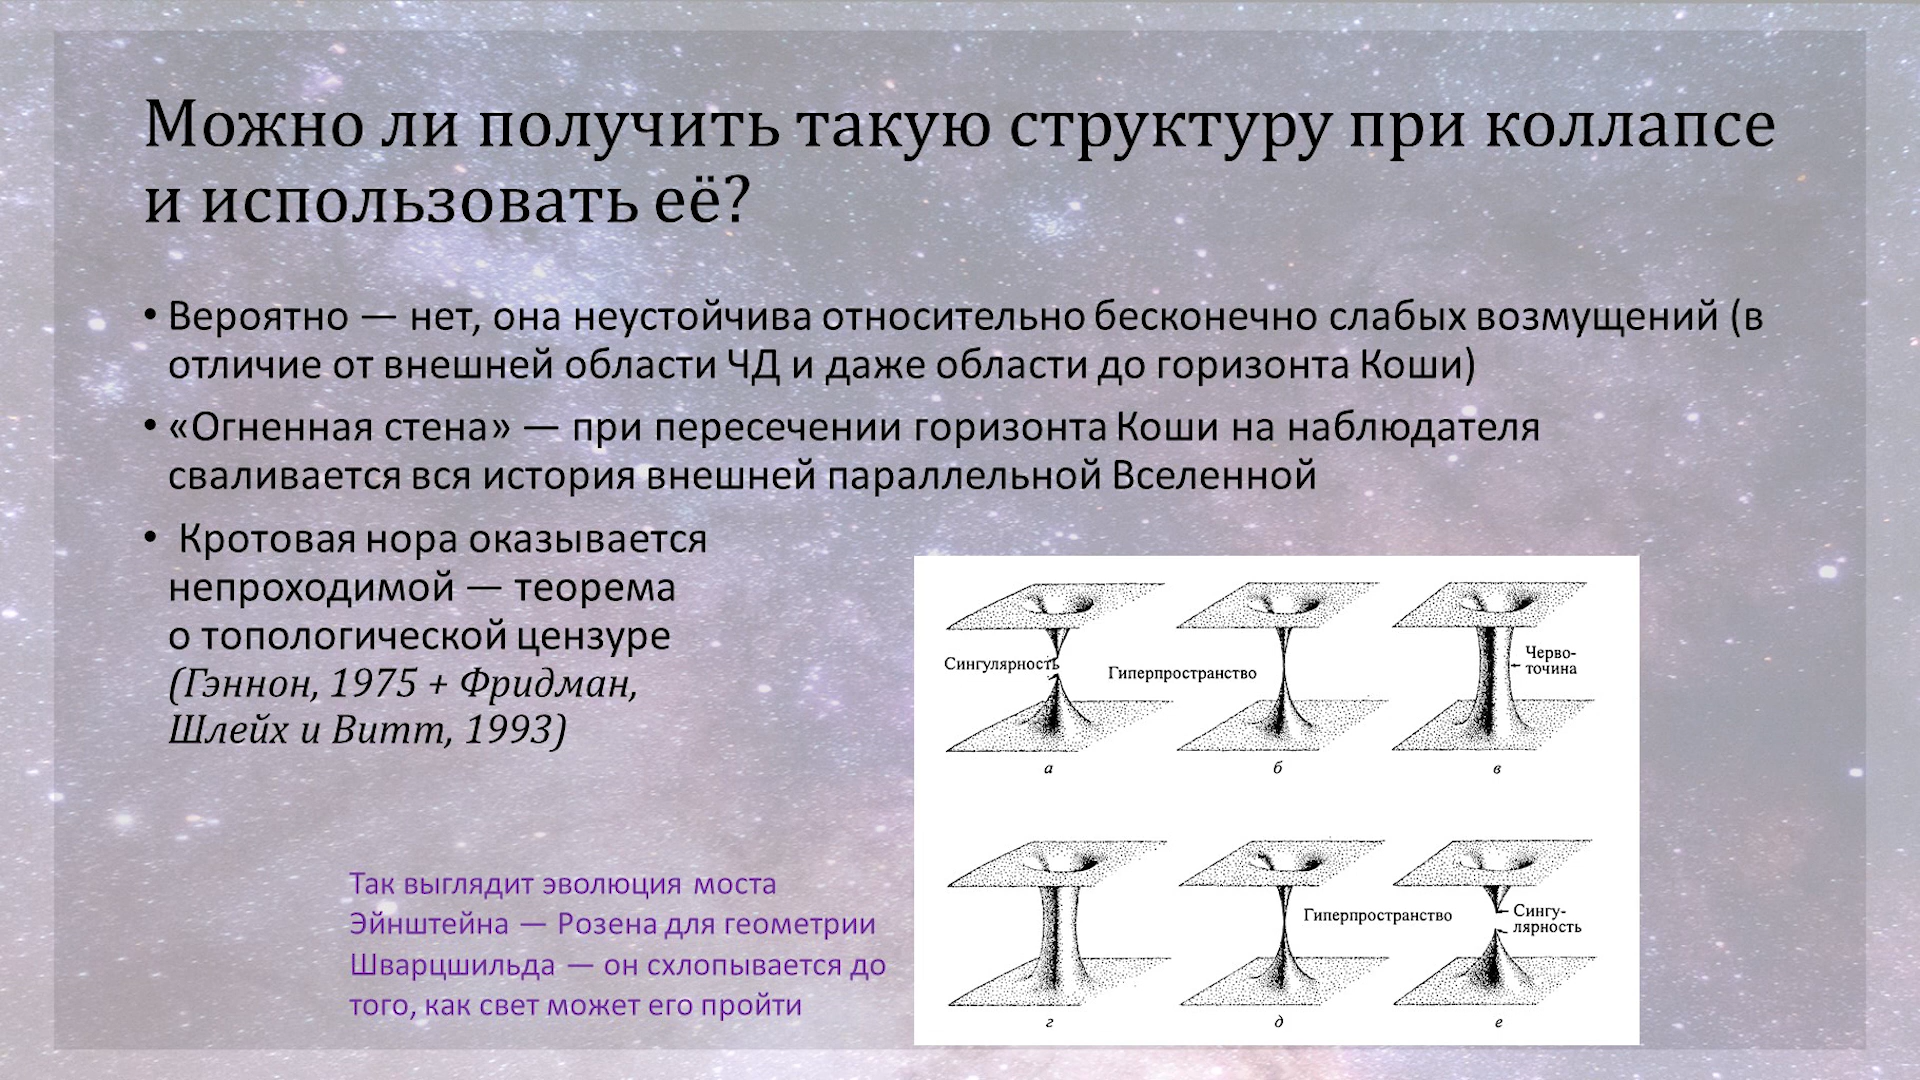 Можно ли получить такую структуру при коллапсе
и использовать её?
• Вероятно — нет, она неустойчива относительно бесконечно слабых возмущений (в
отличие от внешней области ЧД и даже области до горизонта Коши)
• «Огненная стена» — при пересечении горизонта Коши на наблюдателя
сваливается вся история внешней параллельной Вселенной
• Кротовая нора оказывается
непроходимой — теорема
о топологической цензуре
(Гэннон, 1975 + Фридман,
Шлейх и Витт, 1993)
Так выглядит эволюция моста
Эйнштейна — Розена для геометрии
Шварцшильда — он схлопывается до
того, как свет может его пройти
Сингулярность
Гиперпространство
Черво-
точина
а
б
в
Гиперпространство
Сингу-
лярность
г
д
е